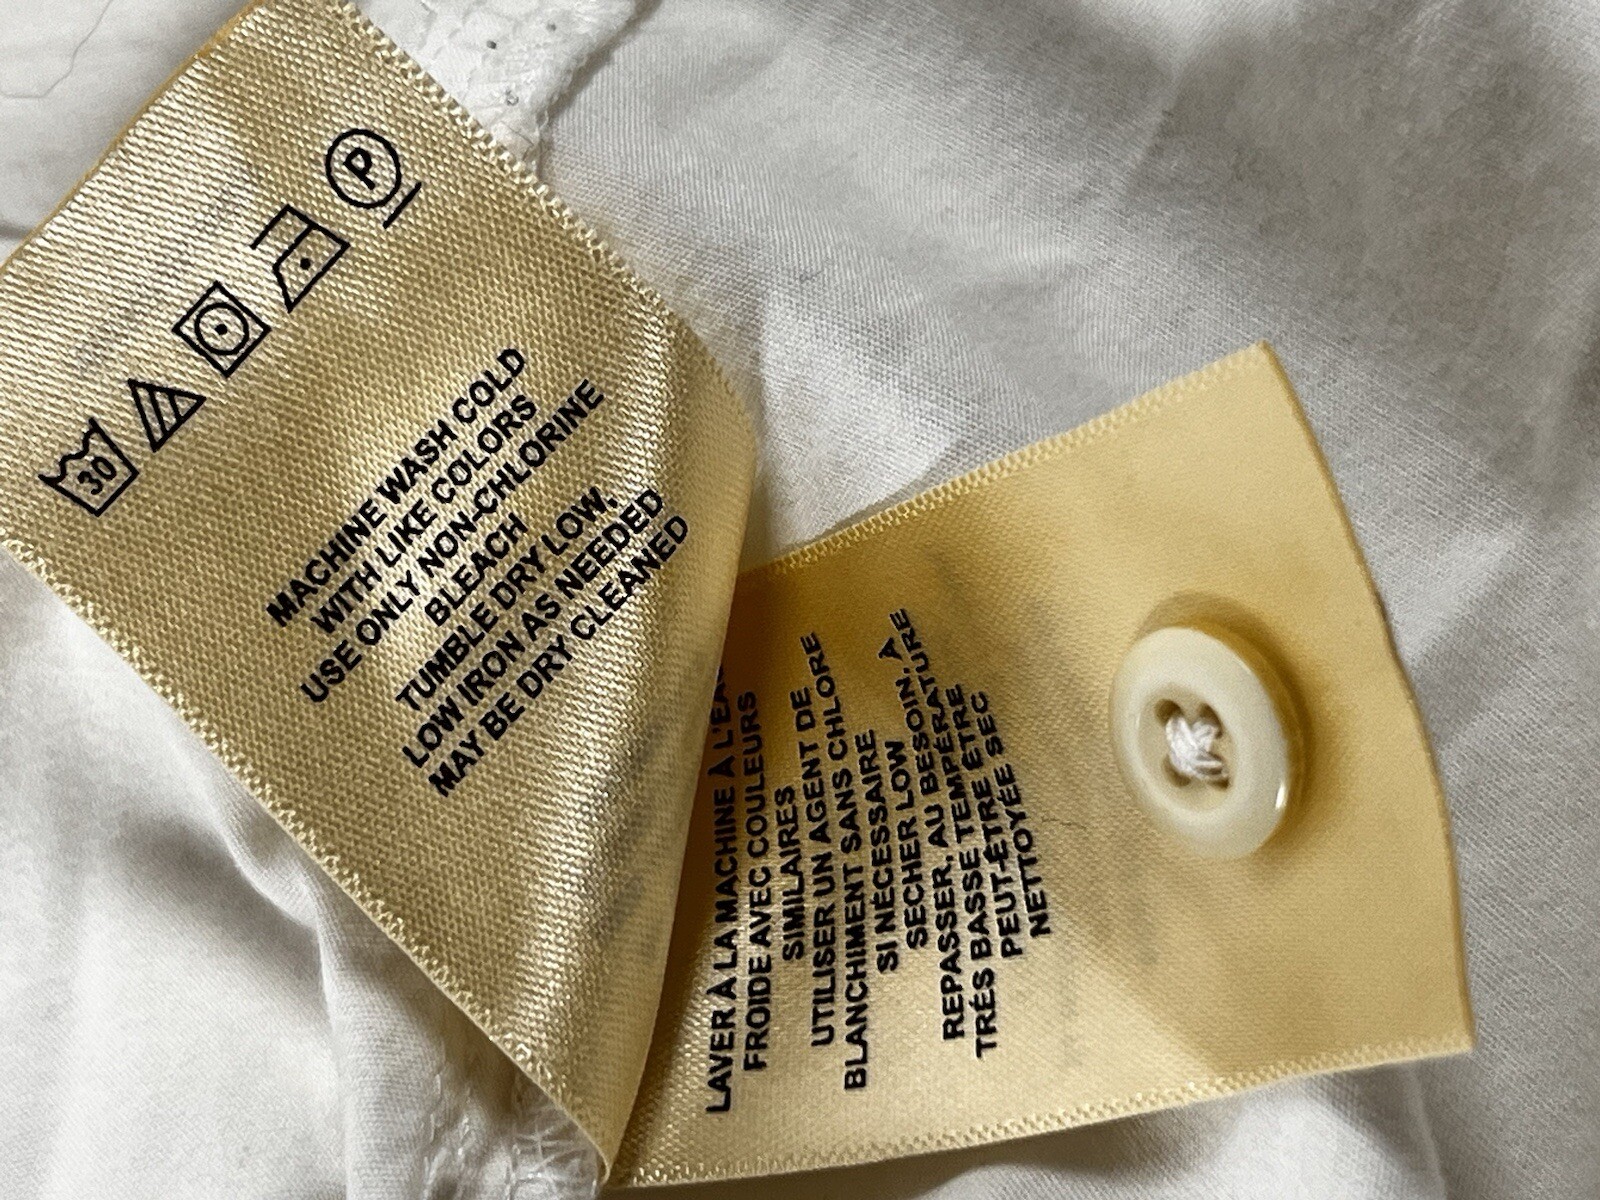 P
30
MACHINE WASH COLD
WITH LIKE COLORS
USE ONLY NON-CHLORINE
BLEACH
TUMBLE DRY LOW,
LOW IRON AS NEEDED
MAY BE DRY CLEANED
LAVER À LA MACHINE À L'EA
FROIDE AVEC COULEURS
SIMILAIRES
UTILISER UN AGENT DE
BLANCHIMENT SANS CHLORE
SI NÉCESSAIRE
SECHER LOW
REPASSER, AU BESOIN, À
TRÉS BASSE TEMPÉRATURE
PEUT-ÊTRE ETRE
NETTOYÉE SEC